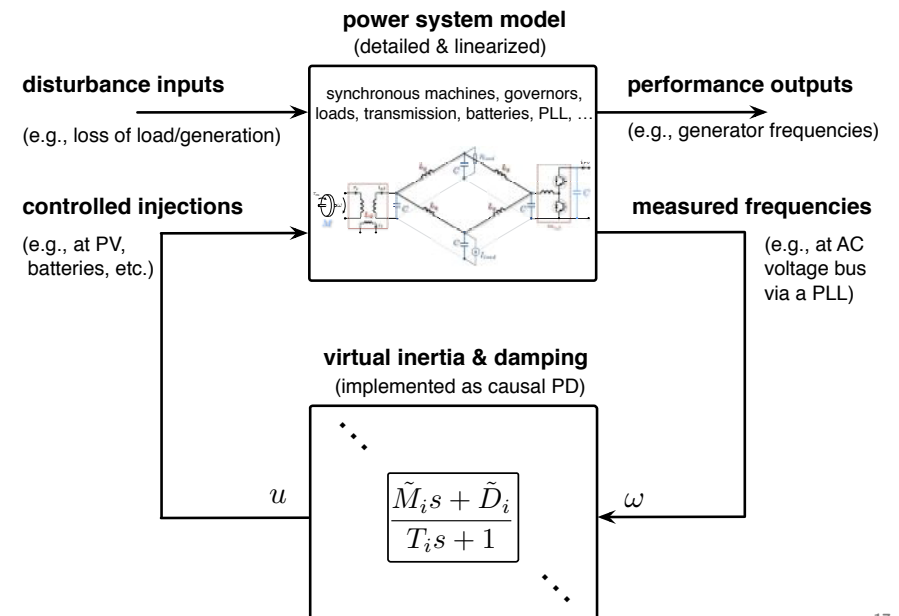 power system model
(detailed & linearized)
disturbance inputs
(e.g., loss of load/generation)
synchronous machines, governors,
loads, transmission, batteries, PLL, …
performance outputs
(e.g., generator frequencies)
controlled injections
(e.g., at PV,
batteries, etc.)
measured frequencies
(e.g., at AC
voltage bus
via a PLL)
virtual inertia & damping
(implemented as causal PD)
u
M̃ᵢs + D̃ᵢ
Tᵢs + 1
ω